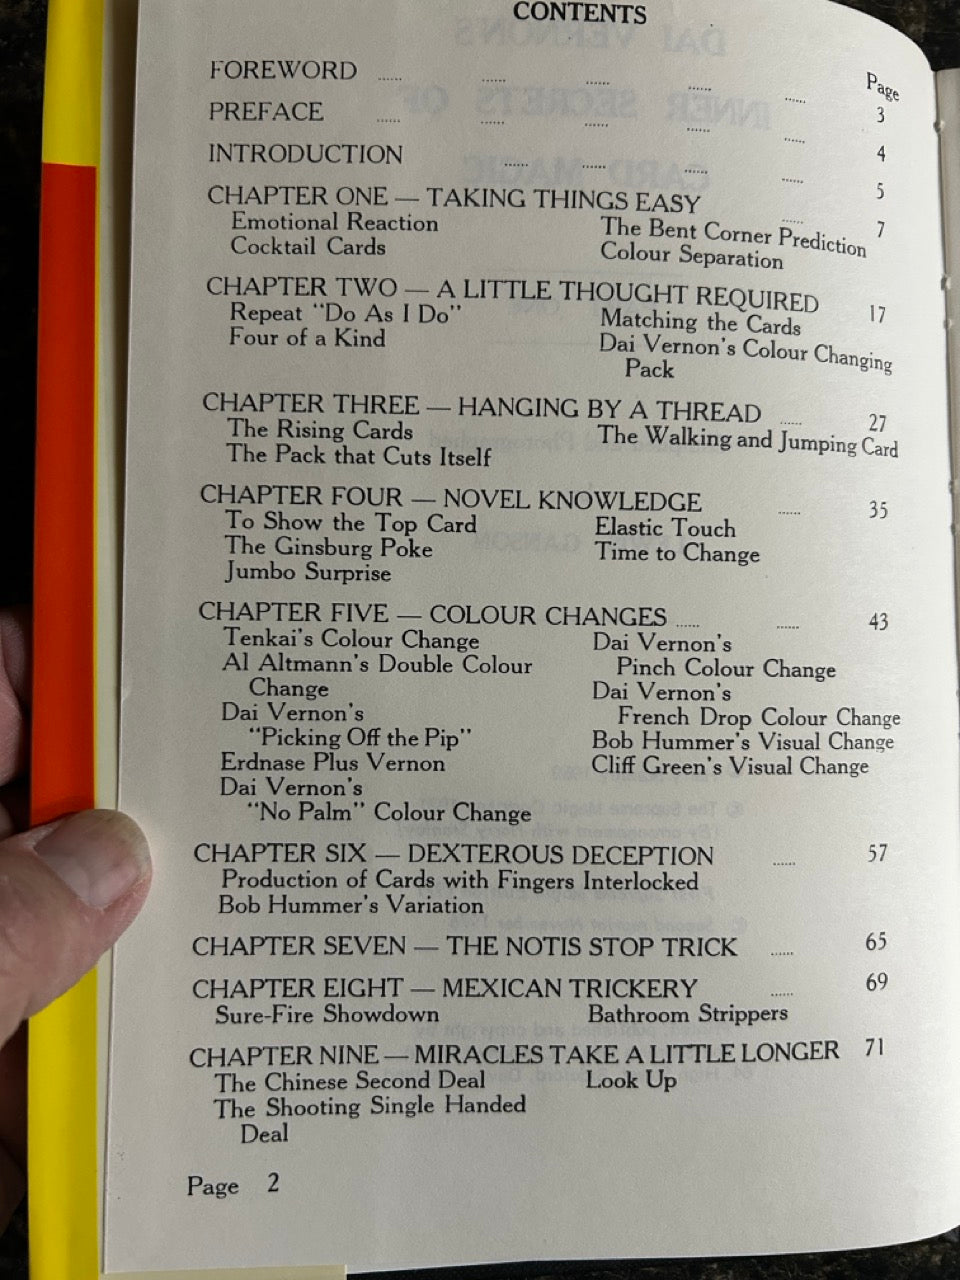 CONTENTS
Page
FOREWORD ...... ...... ...... ...... ...... 3
PREFACE ...... ...... ...... ...... ...... 4
INTRODUCTION ...... ...... ...... ...... 5
CHAPTER ONE — TAKING THINGS EASY ...... 7
Emotional Reaction
Cocktail Cards
The Bent Corner Prediction
Colour Separation
CHAPTER TWO — A LITTLE THOUGHT REQUIRED 17
Repeat "Do As I Do"
Four of a Kind
Matching the Cards
Dai Vernon's Colour Changing
Pack
CHAPTER THREE — HANGING BY A THREAD ...... 27
The Rising Cards
The Pack that Cuts Itself
The Walking and Jumping Card
CHAPTER FOUR — NOVEL KNOWLEDGE ...... 35
To Show the Top Card
The Ginsburg Poke
Jumbo Surprise
Elastic Touch
Time to Change
CHAPTER FIVE — COLOUR CHANGES ...... ...... 43
Tenkai's Colour Change
Al Altmann's Double Colour
Change
Dai Vernon's
"Picking Off the Pip"
Erdnase Plus Vernon
Dai Vernon's
"No Palm" Colour Change
Dai Vernon's
Pinch Colour Change
Dai Vernon's
French Drop Colour Change
Bob Hummer's Visual Change
Cliff Green's Visual Change
CHAPTER SIX — DEXTEROUS DECEPTION ...... 57
Production of Cards with Fingers Interlocked
Bob Hummer's Variation
CHAPTER SEVEN — THE NOTIS STOP TRICK ...... 65
CHAPTER EIGHT — MEXICAN TRICKERY ...... 69
Sure-Fire Showdown
Bathroom Strippers
CHAPTER NINE — MIRACLES TAKE A LITTLE LONGER 71
The Chinese Second Deal
The Shooting Single Handed
Deal
Look Up
Page 2